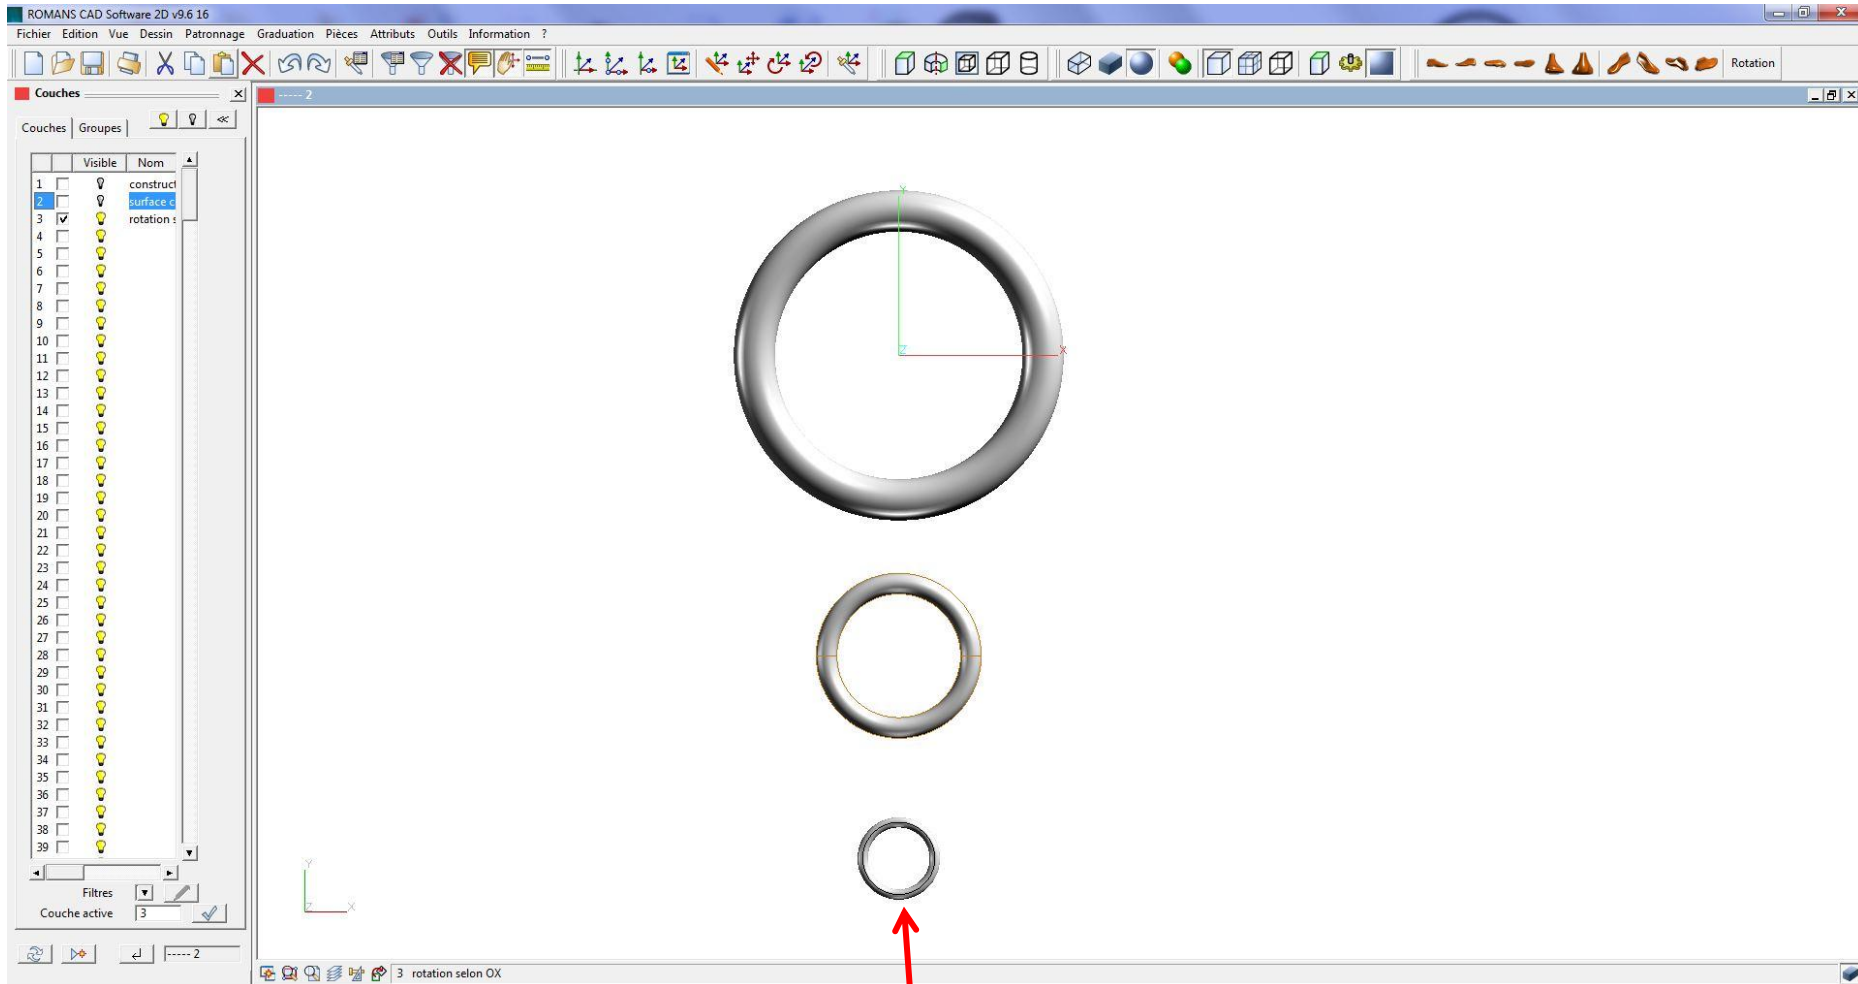 ROMANS CAD Software 2D v9.6 16
Fichier Edition Vue Dessin Patronnage Graduation Pièces Attributs Outils Information ?
Rotation
Couches
----- 2
Couches Groupes
Visible Nom
1 construct
2 surface c
3 rotation s
4
5
6
7
8
9
10
11
12
13
14
15
16
17
18
19
20
21
22
23
24
25
26
27
28
29
30
31
32
33
34
35
36
37
38
39
Filtres
Couche active 3
----- 2
Y
Z X
Y
Z X
3 rotation selon OX